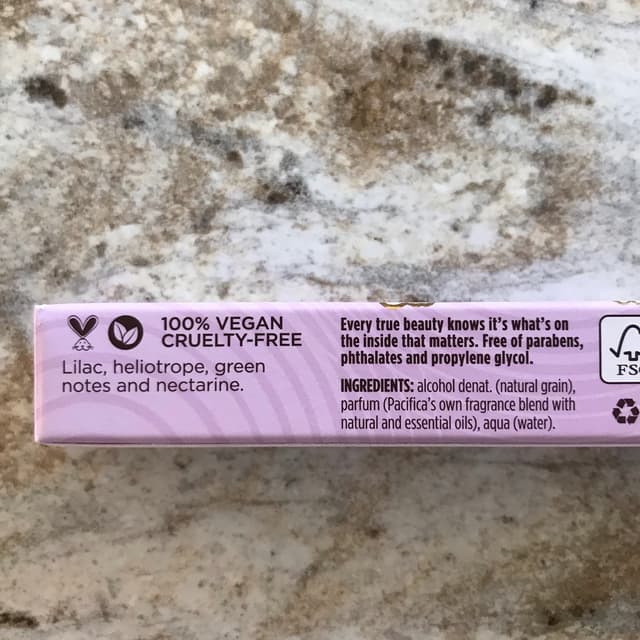 100% VEGAN
CRUELTY-FREE
Lilac, heliotrope, green
notes and nectarine.
Every true beauty knows it's what's on
the inside that matters. Free of parabens,
phthalates and propylene glycol.
INGREDIENTS: alcohol denat. (natural grain),
parfum (Pacifica's own fragrance blend with
natural and essential oils), aqua (water).